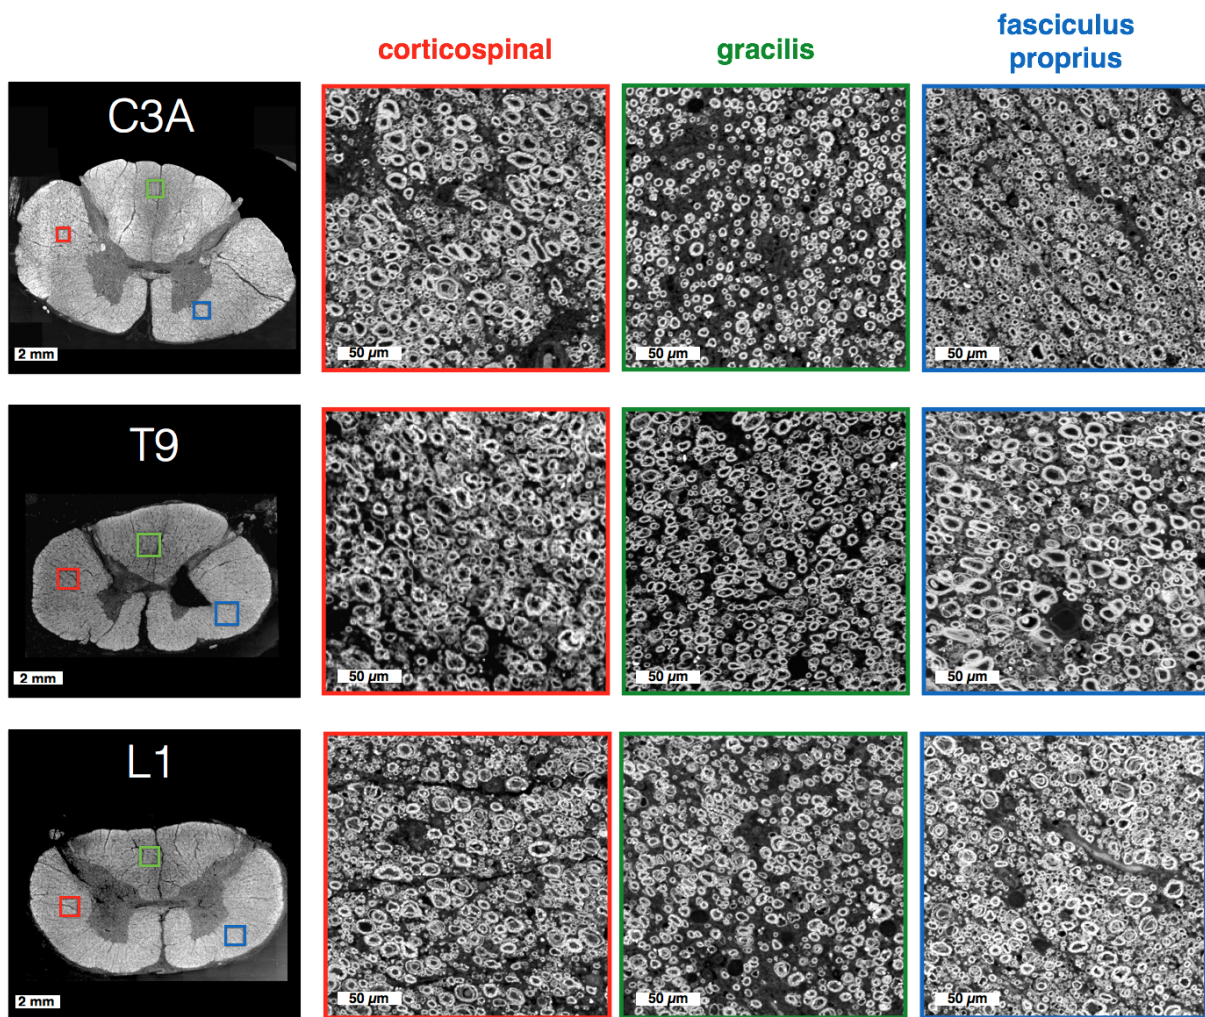 corticospinal
gracilis
fasciculus
proprius
C3A
2 mm
50 µm
50 µm
50 µm
T9
2 mm
50 µm
50 µm
50 µm
L1
2 mm
50 µm
50 µm
50 µm